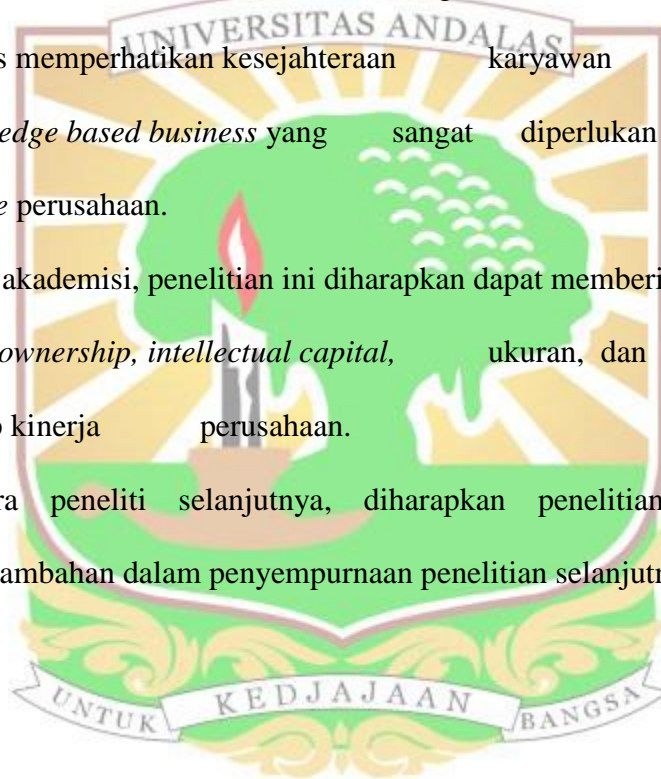 UNIVERSITAS ANDALAS
s memperhatikan kesejahteraan karyawan
edge based business yang sangat diperlukan
e perusahaan.
akademisi, penelitian ini diharapkan dapat memberi
ownership, intellectual capital, ukuran, dan
kinerja perusahaan.
ra peneliti selanjutnya, diharapkan penelitian
ambahan dalam penyempurnaan penelitian selanjutn
UNTUK KEDJAJAAN BANGSA